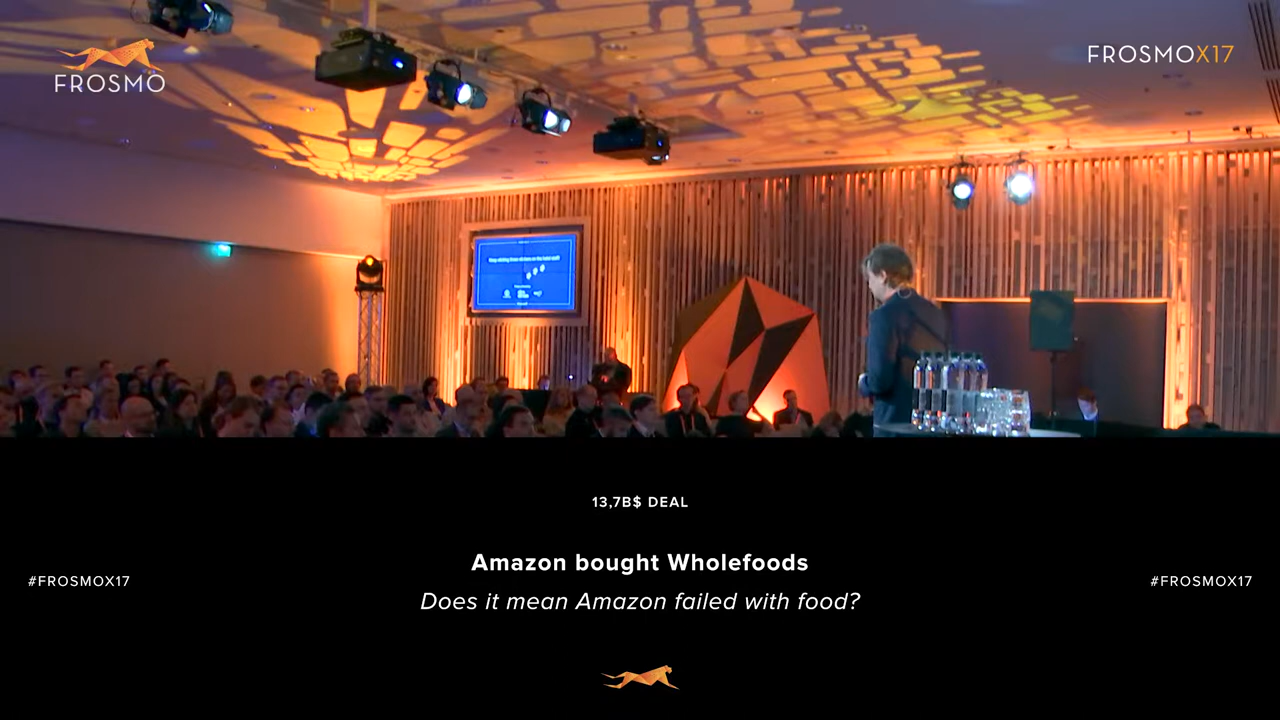 FROSMO
FROSMOX17
13,7B$ DEAL
Amazon bought Wholefoods
Does it mean Amazon failed with food?
#FROSMOX17
#FROSMOX17